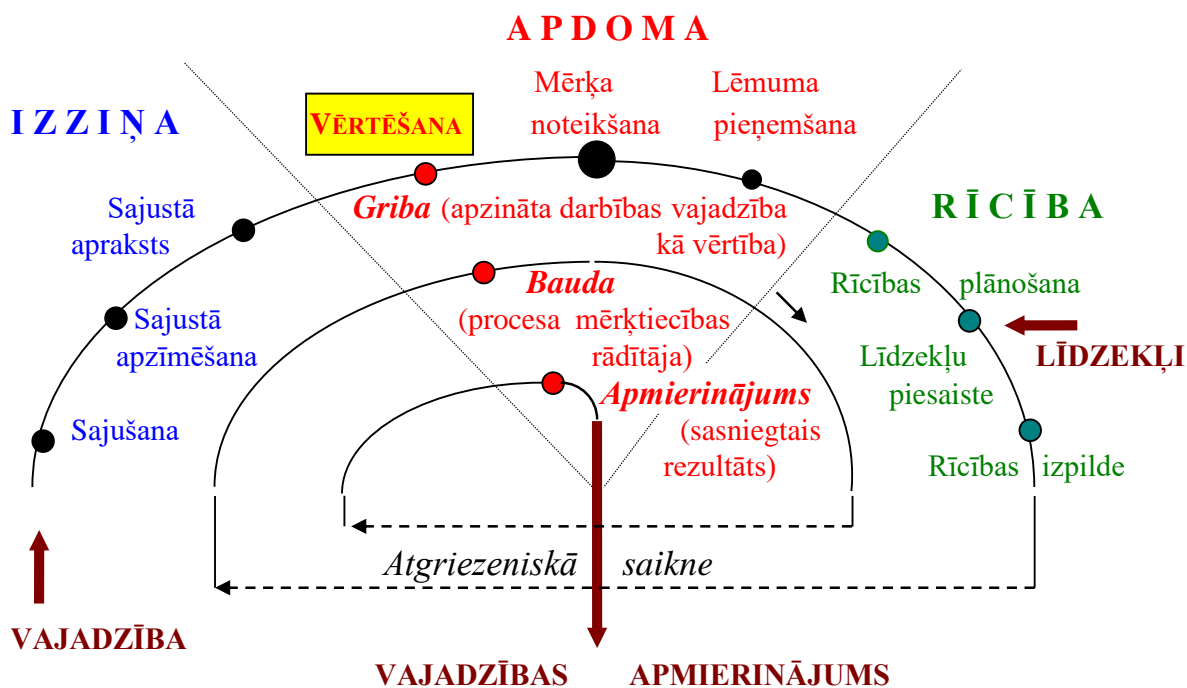 A P D O M A
I Z Z I Ņ A
VĒRTĒŠANA
Mērķa
noteikšana
Lēmuma
pieņemšana
R Ī C Ī B A
Sajustā
apraksts
Griba (apzināta darbības vajadzība
kā vērtība)
Sajustā
apzīmēšana
Bauda
(procesa mērķtiecības
rādītāja)
Rīcības plānošana
Līdzekļu
piesaiste
LĪDZEKĻI
Sajušana
Apmierinājums
(sasniegtais
rezultāts)
Rīcības izpilde
Atgriezeniskā saikne
VAJADZĪBA
VAJADZĪBAS APMIERINĀJUMS